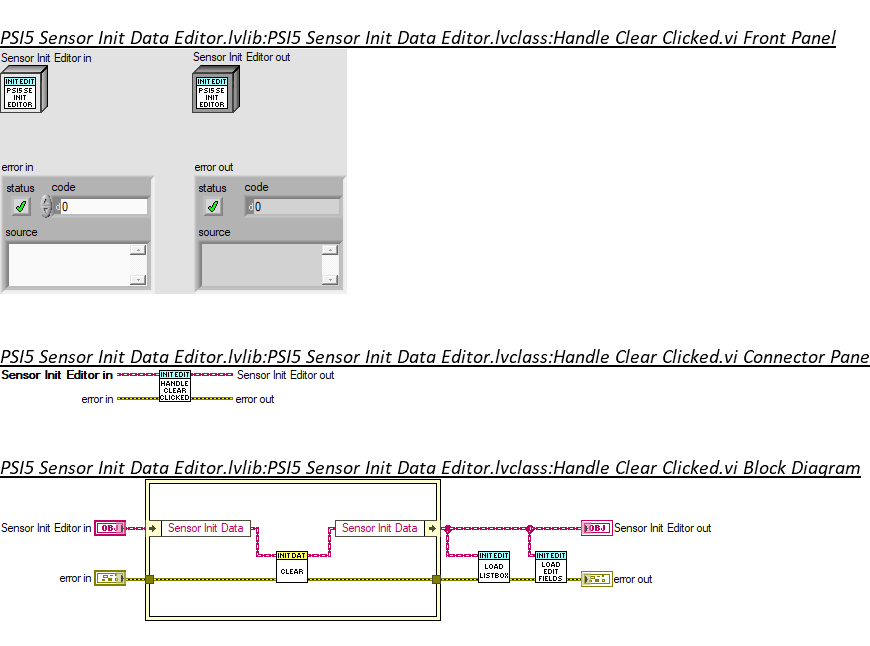 PSI5 Sensor Init Data Editor.lvlib:PSI5 Sensor Init Data Editor.lvclass:Handle Clear Clicked.vi Front Panel
Sensor Init Editor in
Sensor Init Editor out
INIT EDIT
PSI5 SE
INIT
EDITOR
INIT EDIT
PSI5 SE
INIT
EDITOR
error in
error out
status code
d0
source
status code
d0
source
PSI5 Sensor Init Data Editor.lvlib:PSI5 Sensor Init Data Editor.lvclass:Handle Clear Clicked.vi Connector Pane
Sensor Init Editor in
INIT EDIT
HANDLE
CLEAR
CLICKED
Sensor Init Editor out
error in
error out
PSI5 Sensor Init Data Editor.lvlib:PSI5 Sensor Init Data Editor.lvclass:Handle Clear Clicked.vi Block Diagram
Sensor Init Editor in
OBJ
Sensor Init Data
Sensor Init Data
OBJ
Sensor Init Editor out
INIT DAT
CLEAR
INIT EDIT
LOAD
LISTBOX
INIT EDIT
LOAD
EDIT
FIELDS
error in
error out